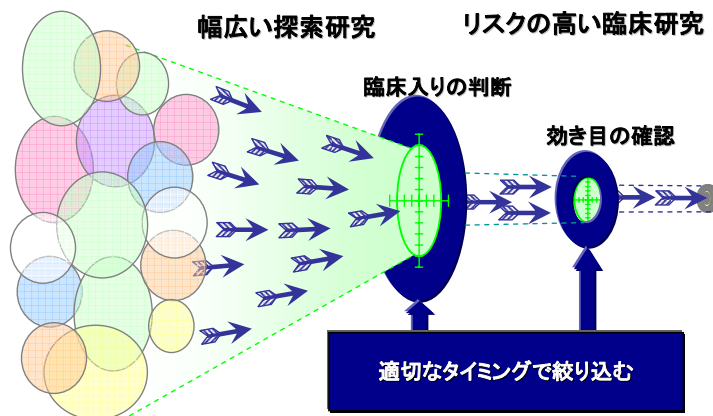 幅広い探索研究
リスクの高い臨床研究
臨床入りの判断
効き目の確認
適切なタイミングで絞り込む